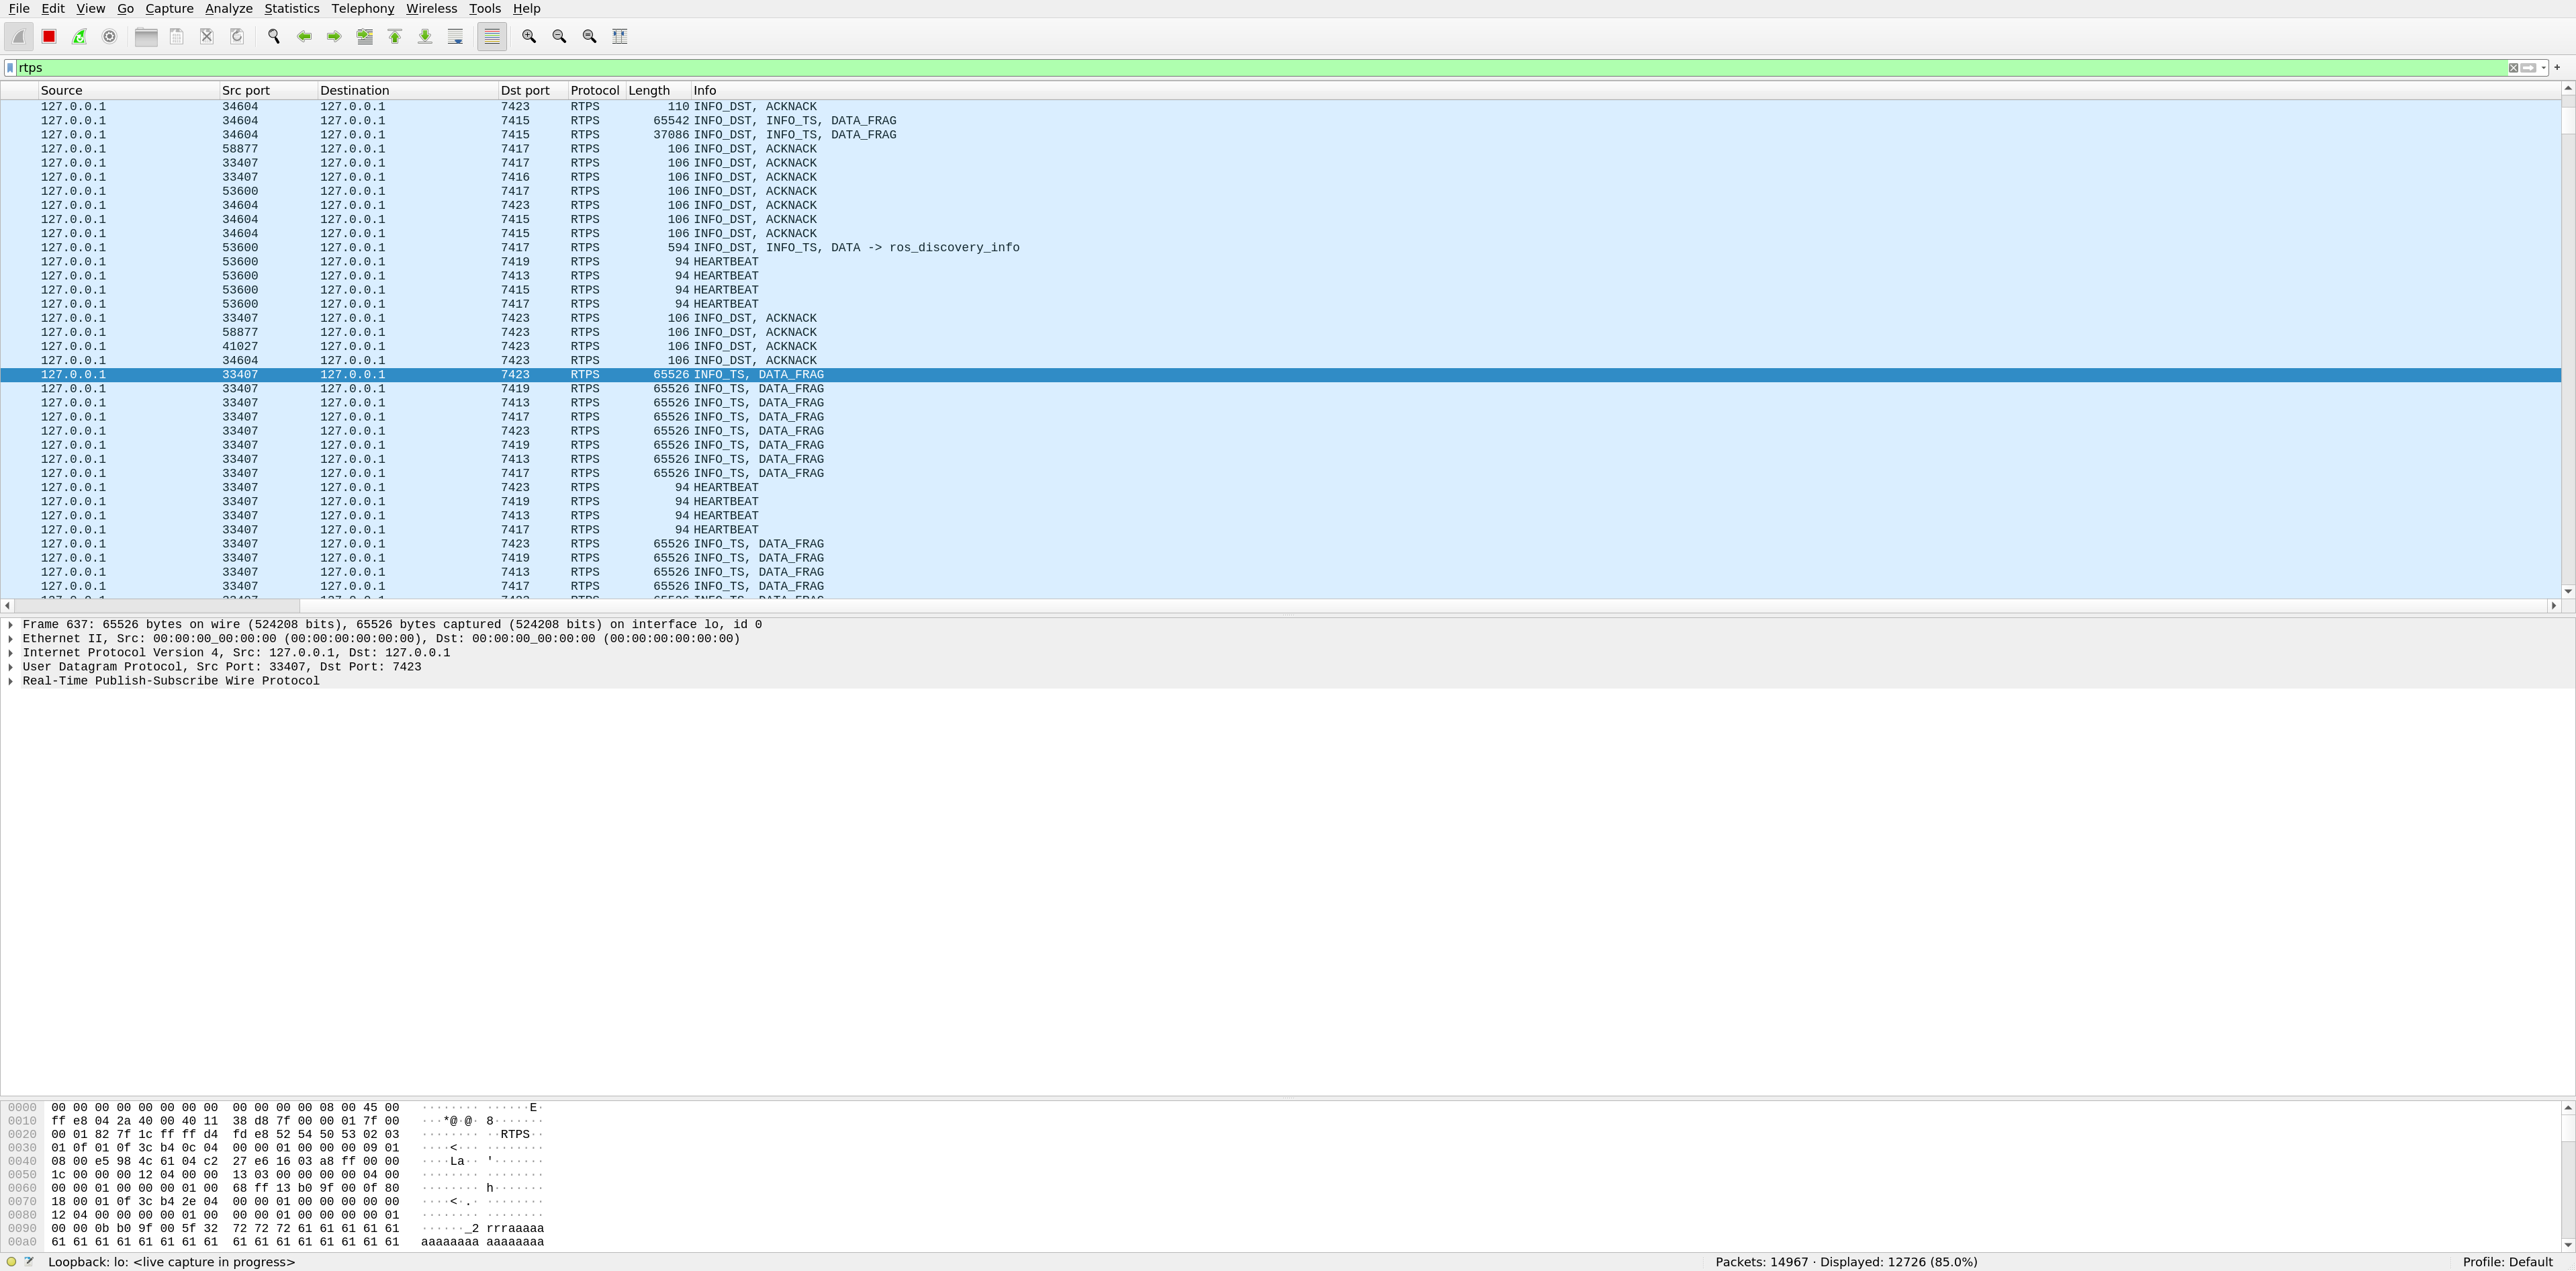 File Edit View Go Capture Analyze Statistics Telephony Wireless Tools Help
rtps
Source Src port Destination Dst port Protocol Length Info
127.0.0.1 34604 127.0.0.1 7423 RTPS 110 INFO_DST, ACKNACK
127.0.0.1 34604 127.0.0.1 7415 RTPS 65542 INFO_DST, INFO_TS, DATA_FRAG
127.0.0.1 34604 127.0.0.1 7415 RTPS 37086 INFO_DST, INFO_TS, DATA_FRAG
127.0.0.1 58877 127.0.0.1 7417 RTPS 106 INFO_DST, ACKNACK
127.0.0.1 33407 127.0.0.1 7417 RTPS 106 INFO_DST, ACKNACK
127.0.0.1 33407 127.0.0.1 7416 RTPS 106 INFO_DST, ACKNACK
127.0.0.1 53600 127.0.0.1 7417 RTPS 106 INFO_DST, ACKNACK
127.0.0.1 34604 127.0.0.1 7423 RTPS 106 INFO_DST, ACKNACK
127.0.0.1 34604 127.0.0.1 7415 RTPS 106 INFO_DST, ACKNACK
127.0.0.1 34604 127.0.0.1 7415 RTPS 106 INFO_DST, ACKNACK
127.0.0.1 53600 127.0.0.1 7417 RTPS 594 INFO_DST, INFO_TS, DATA -> ros_discovery_info
127.0.0.1 53600 127.0.0.1 7419 RTPS 94 HEARTBEAT
127.0.0.1 53600 127.0.0.1 7413 RTPS 94 HEARTBEAT
127.0.0.1 53600 127.0.0.1 7415 RTPS 94 HEARTBEAT
127.0.0.1 53600 127.0.0.1 7417 RTPS 94 HEARTBEAT
127.0.0.1 33407 127.0.0.1 7423 RTPS 106 INFO_DST, ACKNACK
127.0.0.1 58877 127.0.0.1 7423 RTPS 106 INFO_DST, ACKNACK
127.0.0.1 41027 127.0.0.1 7423 RTPS 106 INFO_DST, ACKNACK
127.0.0.1 34604 127.0.0.1 7423 RTPS 106 INFO_DST, ACKNACK
127.0.0.1 33407 127.0.0.1 7423 RTPS 65526 INFO_TS, DATA_FRAG
127.0.0.1 33407 127.0.0.1 7419 RTPS 65526 INFO_TS, DATA_FRAG
127.0.0.1 33407 127.0.0.1 7413 RTPS 65526 INFO_TS, DATA_FRAG
127.0.0.1 33407 127.0.0.1 7417 RTPS 65526 INFO_TS, DATA_FRAG
127.0.0.1 33407 127.0.0.1 7423 RTPS 65526 INFO_TS, DATA_FRAG
127.0.0.1 33407 127.0.0.1 7419 RTPS 65526 INFO_TS, DATA_FRAG
127.0.0.1 33407 127.0.0.1 7413 RTPS 65526 INFO_TS, DATA_FRAG
127.0.0.1 33407 127.0.0.1 7417 RTPS 65526 INFO_TS, DATA_FRAG
127.0.0.1 33407 127.0.0.1 7423 RTPS 94 HEARTBEAT
127.0.0.1 33407 127.0.0.1 7419 RTPS 94 HEARTBEAT
127.0.0.1 33407 127.0.0.1 7413 RTPS 94 HEARTBEAT
127.0.0.1 33407 127.0.0.1 7417 RTPS 94 HEARTBEAT
127.0.0.1 33407 127.0.0.1 7423 RTPS 65526 INFO_TS, DATA_FRAG
127.0.0.1 33407 127.0.0.1 7419 RTPS 65526 INFO_TS, DATA_FRAG
127.0.0.1 33407 127.0.0.1 7413 RTPS 65526 INFO_TS, DATA_FRAG
127.0.0.1 33407 127.0.0.1 7417 RTPS 65526 INFO_TS, DATA_FRAG
Frame 637: 65526 bytes on wire (524208 bits), 65526 bytes captured (524208 bits) on interface lo, id 0
Ethernet II, Src: 00:00:00_00:00:00 (00:00:00:00:00:00), Dst: 00:00:00_00:00:00 (00:00:00:00:00:00)
Internet Protocol Version 4, Src: 127.0.0.1, Dst: 127.0.0.1
User Datagram Protocol, Src Port: 33407, Dst Port: 7423
Real-Time Publish-Subscribe Wire Protocol
0000 00 00 00 00 00 00 00 00 00 00 00 00 08 00 45 00 ········ ······E·
0010 ff e8 04 2a 40 00 40 11 38 d8 7f 00 00 01 7f 00 ···*@·@· 8·······
0020 00 01 82 7f 1c ff ff d4 fd e8 52 54 50 53 02 03 ········ ··RTPS··
0030 01 0f 01 0f 3c b4 0c 04 00 00 01 00 00 00 09 01 ····<··· ········
0040 08 00 e5 98 4c 61 04 c2 27 e6 16 03 a8 ff 00 00 ····La·· '·······
0050 1c 00 00 00 12 04 00 00 13 03 00 00 00 00 04 00 ········ ········
0060 00 00 01 00 00 00 01 00 68 ff 13 b0 9f 00 0f 80 ········ h·······
0070 18 00 01 0f 3c b4 2e 04 00 00 01 00 00 00 00 00 ····<·.· ········
0080 12 04 00 00 00 00 01 00 00 00 01 00 00 00 00 01 ········ ········
0090 00 00 0b b0 9f 00 5f 32 72 72 72 61 61 61 61 61 ······_2 rrraaaaa
00a0 61 61 61 61 61 61 61 61 61 61 61 61 61 61 61 61 aaaaaaaa aaaaaaaa
Loopback: lo: <live capture in progress> Packets: 14967 · Displayed: 12726 (85.0%) Profile: Default